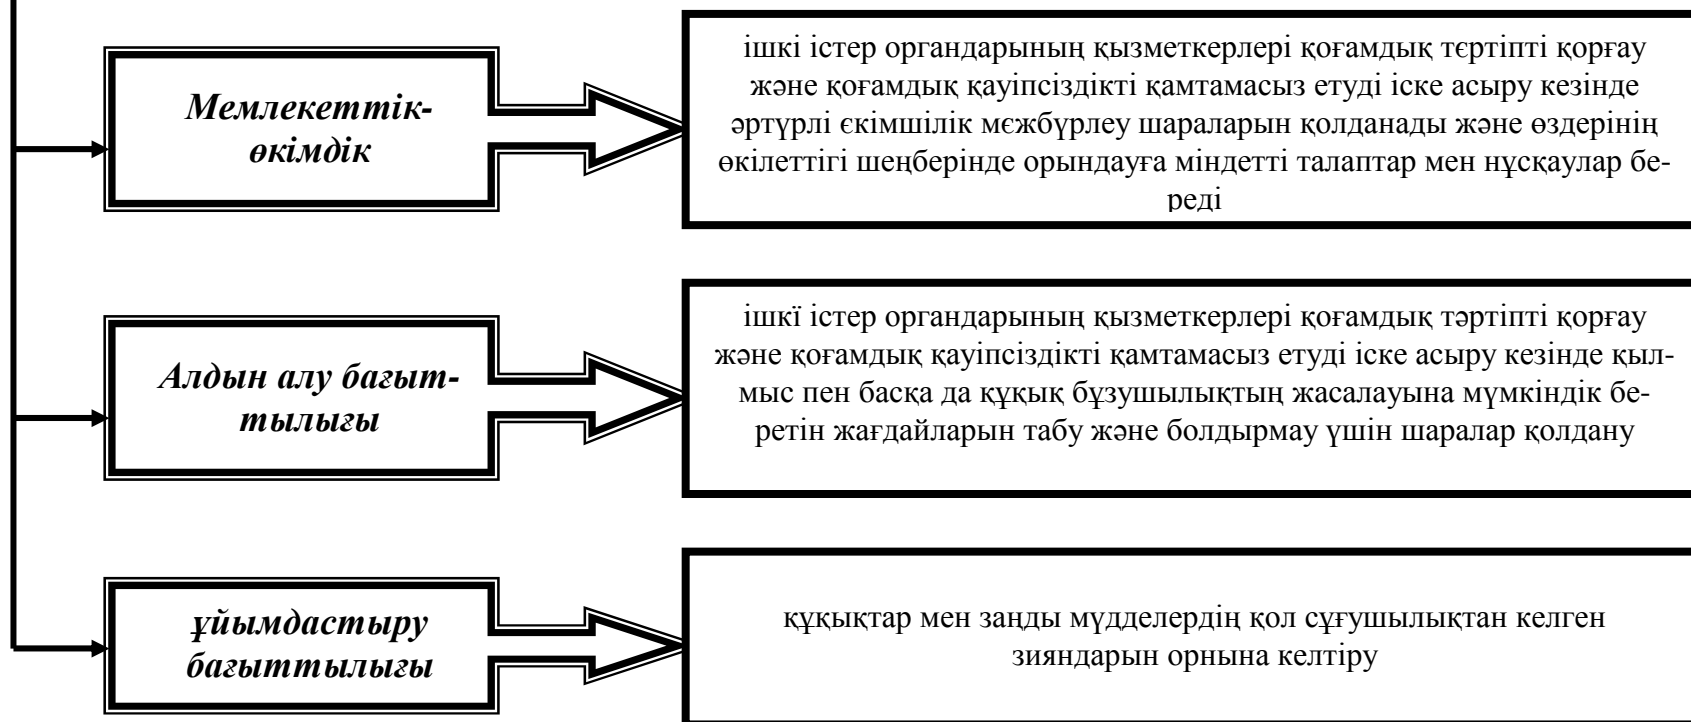 Мемлекеттік-
өкімдік
ішкі істер органдарының қызметкерлері қоғамдық тєртіпті қорғау
және қоғамдық қауіпсіздікті қамтамасыз етуді іске асыру кезінде
әртүрлі єкімшілік мєжбүрлеу шараларын қолданады және өздерінің
өкілеттігі шеңберінде орындауға міндетті талаптар мен нұсқаулар бе-
реді
Алдын алу бағыт-
тылығы
ішкї істер органдарының қызметкерлері қоғамдық тәртіпті қорғау
және қоғамдық қауіпсіздікті қамтамасыз етуді іске асыру кезінде қыл-
мыс пен басқа да құқық бұзушылықтың жасалауына мүмкіндік бе-
ретін жағдайларын табу және болдырмау үшін шаралар қолдану
ұйымдастыру
бағыттылығы
құқықтар мен заңды мүдделердің қол сұғушылықтан келген
зияндарын орнына келтіру